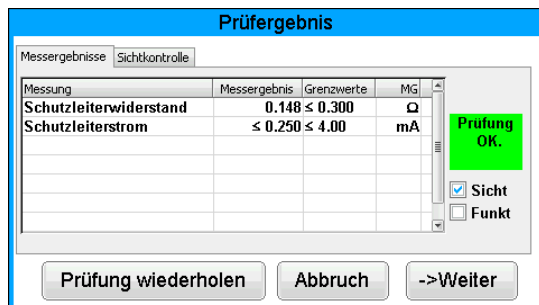 Prüfergebnis
Messergebnisse Sichtkontrolle
Messung Messergebnis Grenzwerte MG
Schutzleiterwiderstand 0.148 ≤ 0.300 Ω
Schutzleiterstrom ≤ 0.250 ≤ 4.00 mA
Prüfung
OK.
Sicht
Funkt
Prüfung wiederholen Abbruch ->Weiter